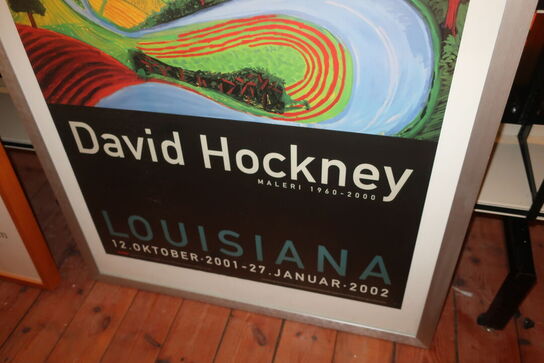 David Hockney
MALERI 1960-2000
LOUISIANA
12.OKTOBER·2001-27.JANUAR·2002